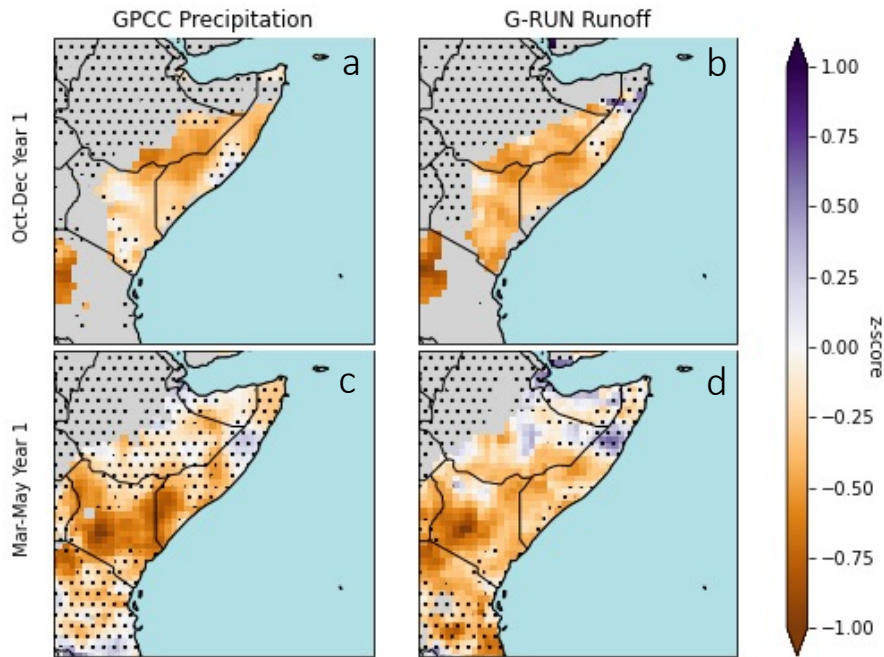 GPCC Precipitation
G-RUN Runoff
a
b
Oct-Dec Year 1
c
d
Mar-May Year 1
1.00
0.75
0.50
0.25
0.00
−0.25
−0.50
−0.75
−1.00
z-score